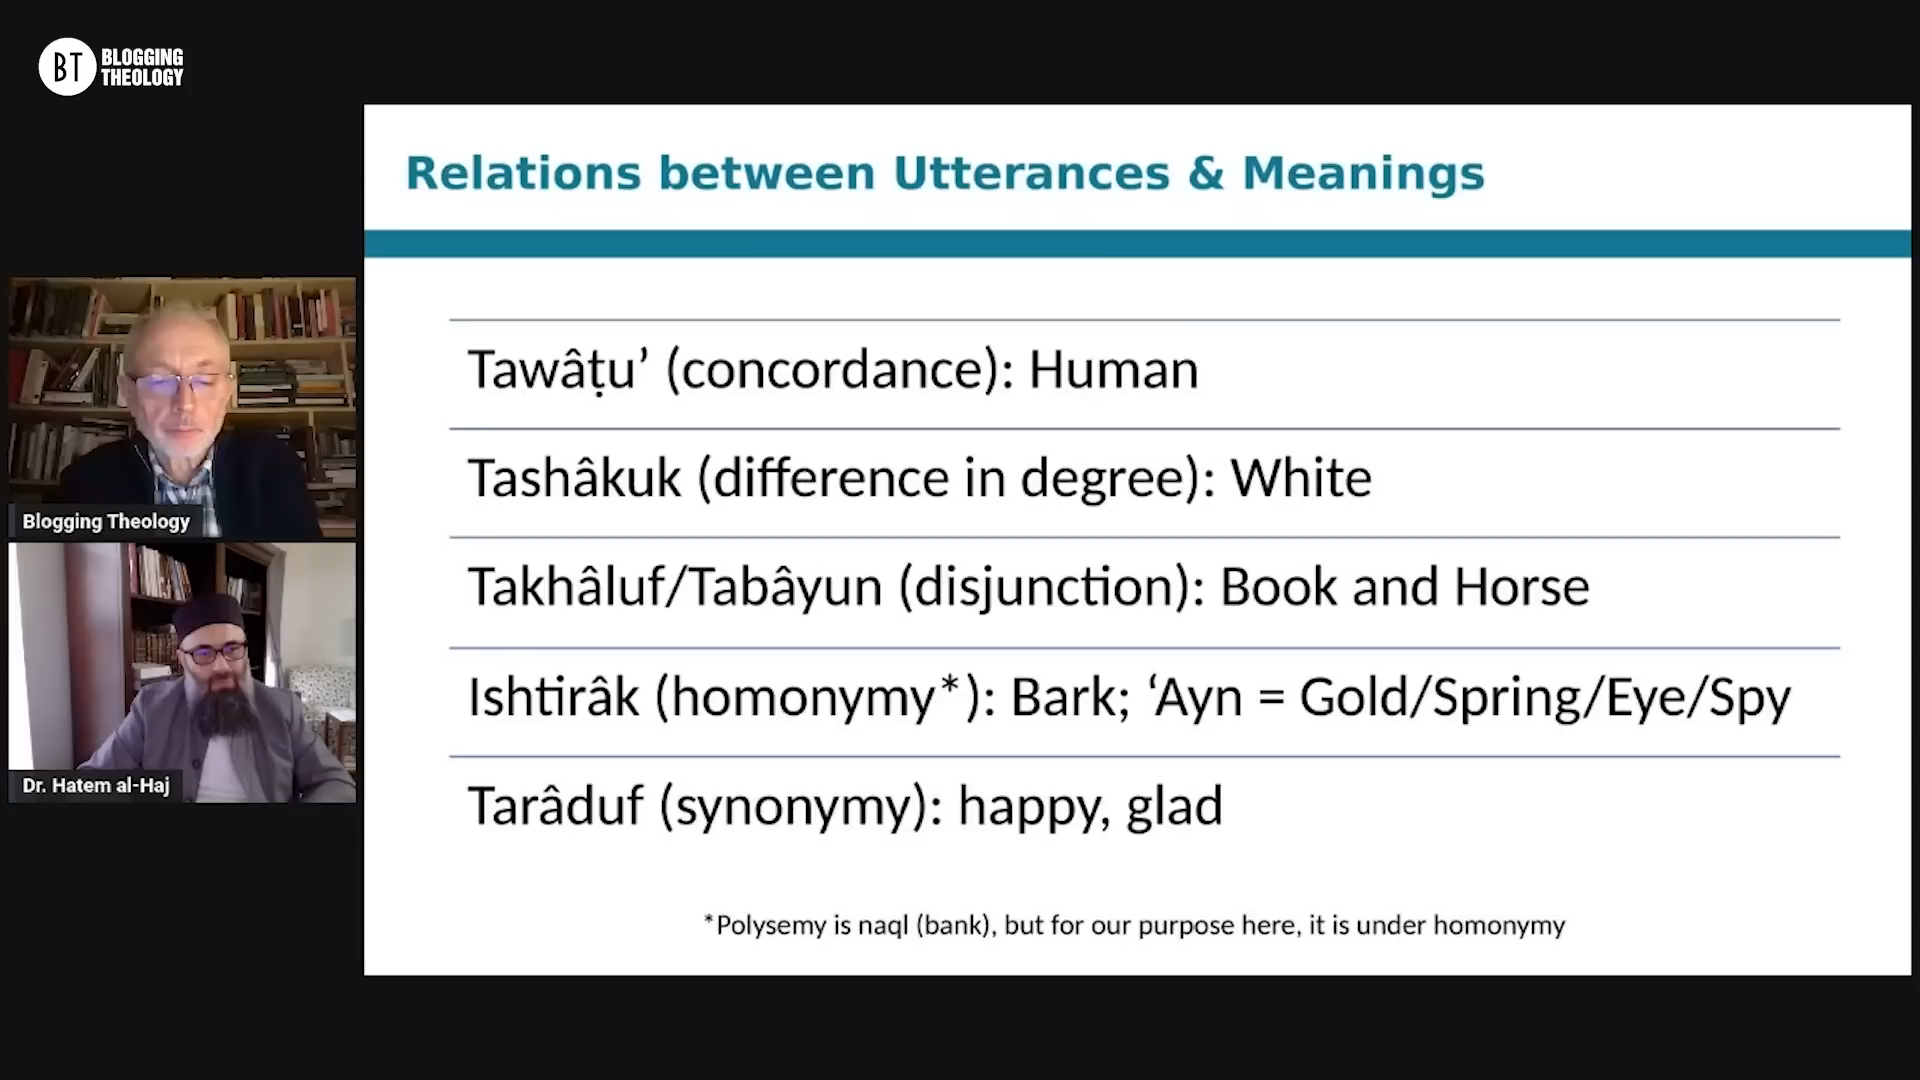 BT BLOGGING
THEOLOGY
Relations between Utterances & Meanings
Tawâṭu’ (concordance): Human
Tashâkuk (difference in degree): White
Takhâluf/Tabâyun (disjunction): Book and Horse
Ishtirâk (homonymy*): Bark; ‘Ayn = Gold/Spring/Eye/Spy
Tarâduf (synonymy): happy, glad
*Polysemy is naql (bank), but for our purpose here, it is under homonymy
Blogging Theology
Dr. Hatem al-Haj